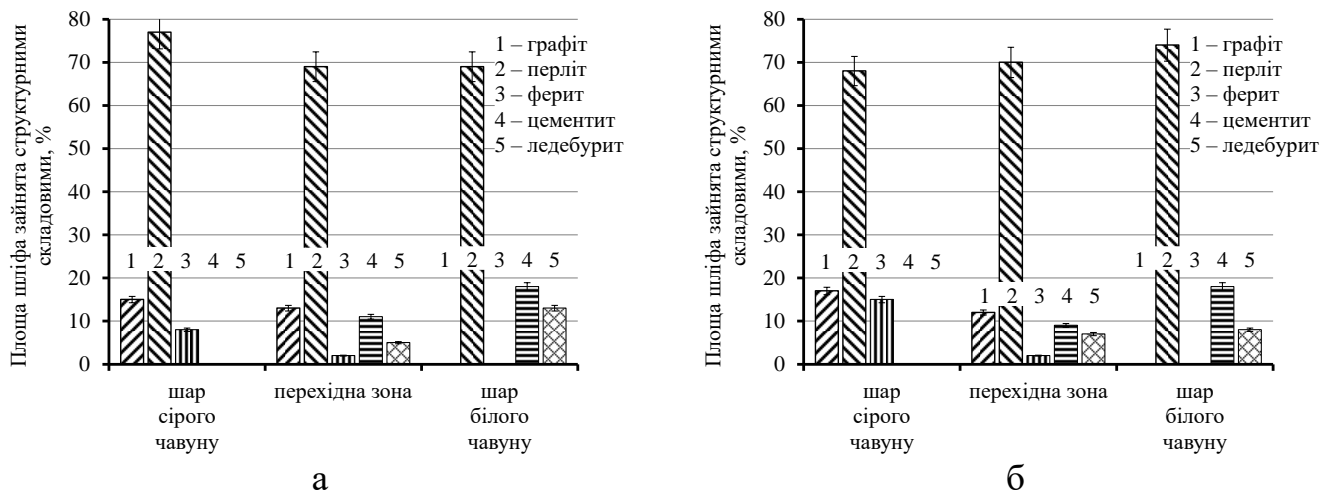 Площа шліфа зайнята структурними
складовими, %
80
70
60
50
40
30
20
10
0
1 – графіт
2 – перліт
3 – ферит
4 – цементит
5 – ледебурит
1 2 3 4 5
1 2 3 4 5
1 2 3 4 5
шар
сірого
чавуну
перехідна зона
шар
білого
чавуну
а
Площа шліфа зайнята структурними
складовими, %
80
70
60
50
40
30
20
10
0
1 – графіт
2 – перліт
3 – ферит
4 – цементит
5 – ледебурит
1 2 3 4 5
1 2 3 4 5
1 2 3 4 5
шар
сірого
чавуну
перехідна зона
шар
білого
чавуну
б